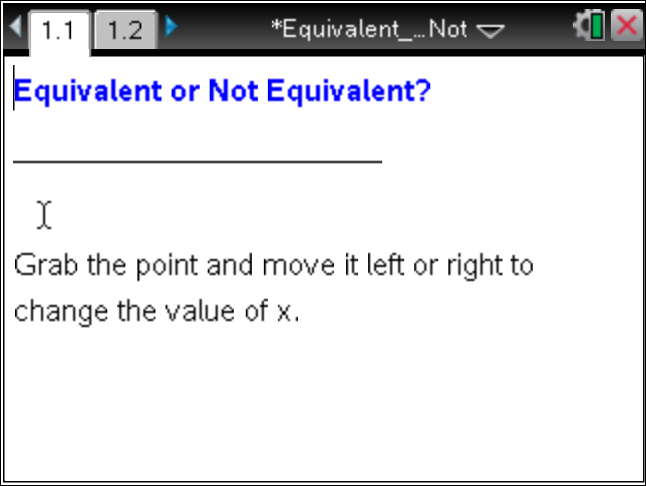 1.1 1.2 *Equivalent_...Not
Equivalent or Not Equivalent?
Grab the point and move it left or right to
change the value of x.